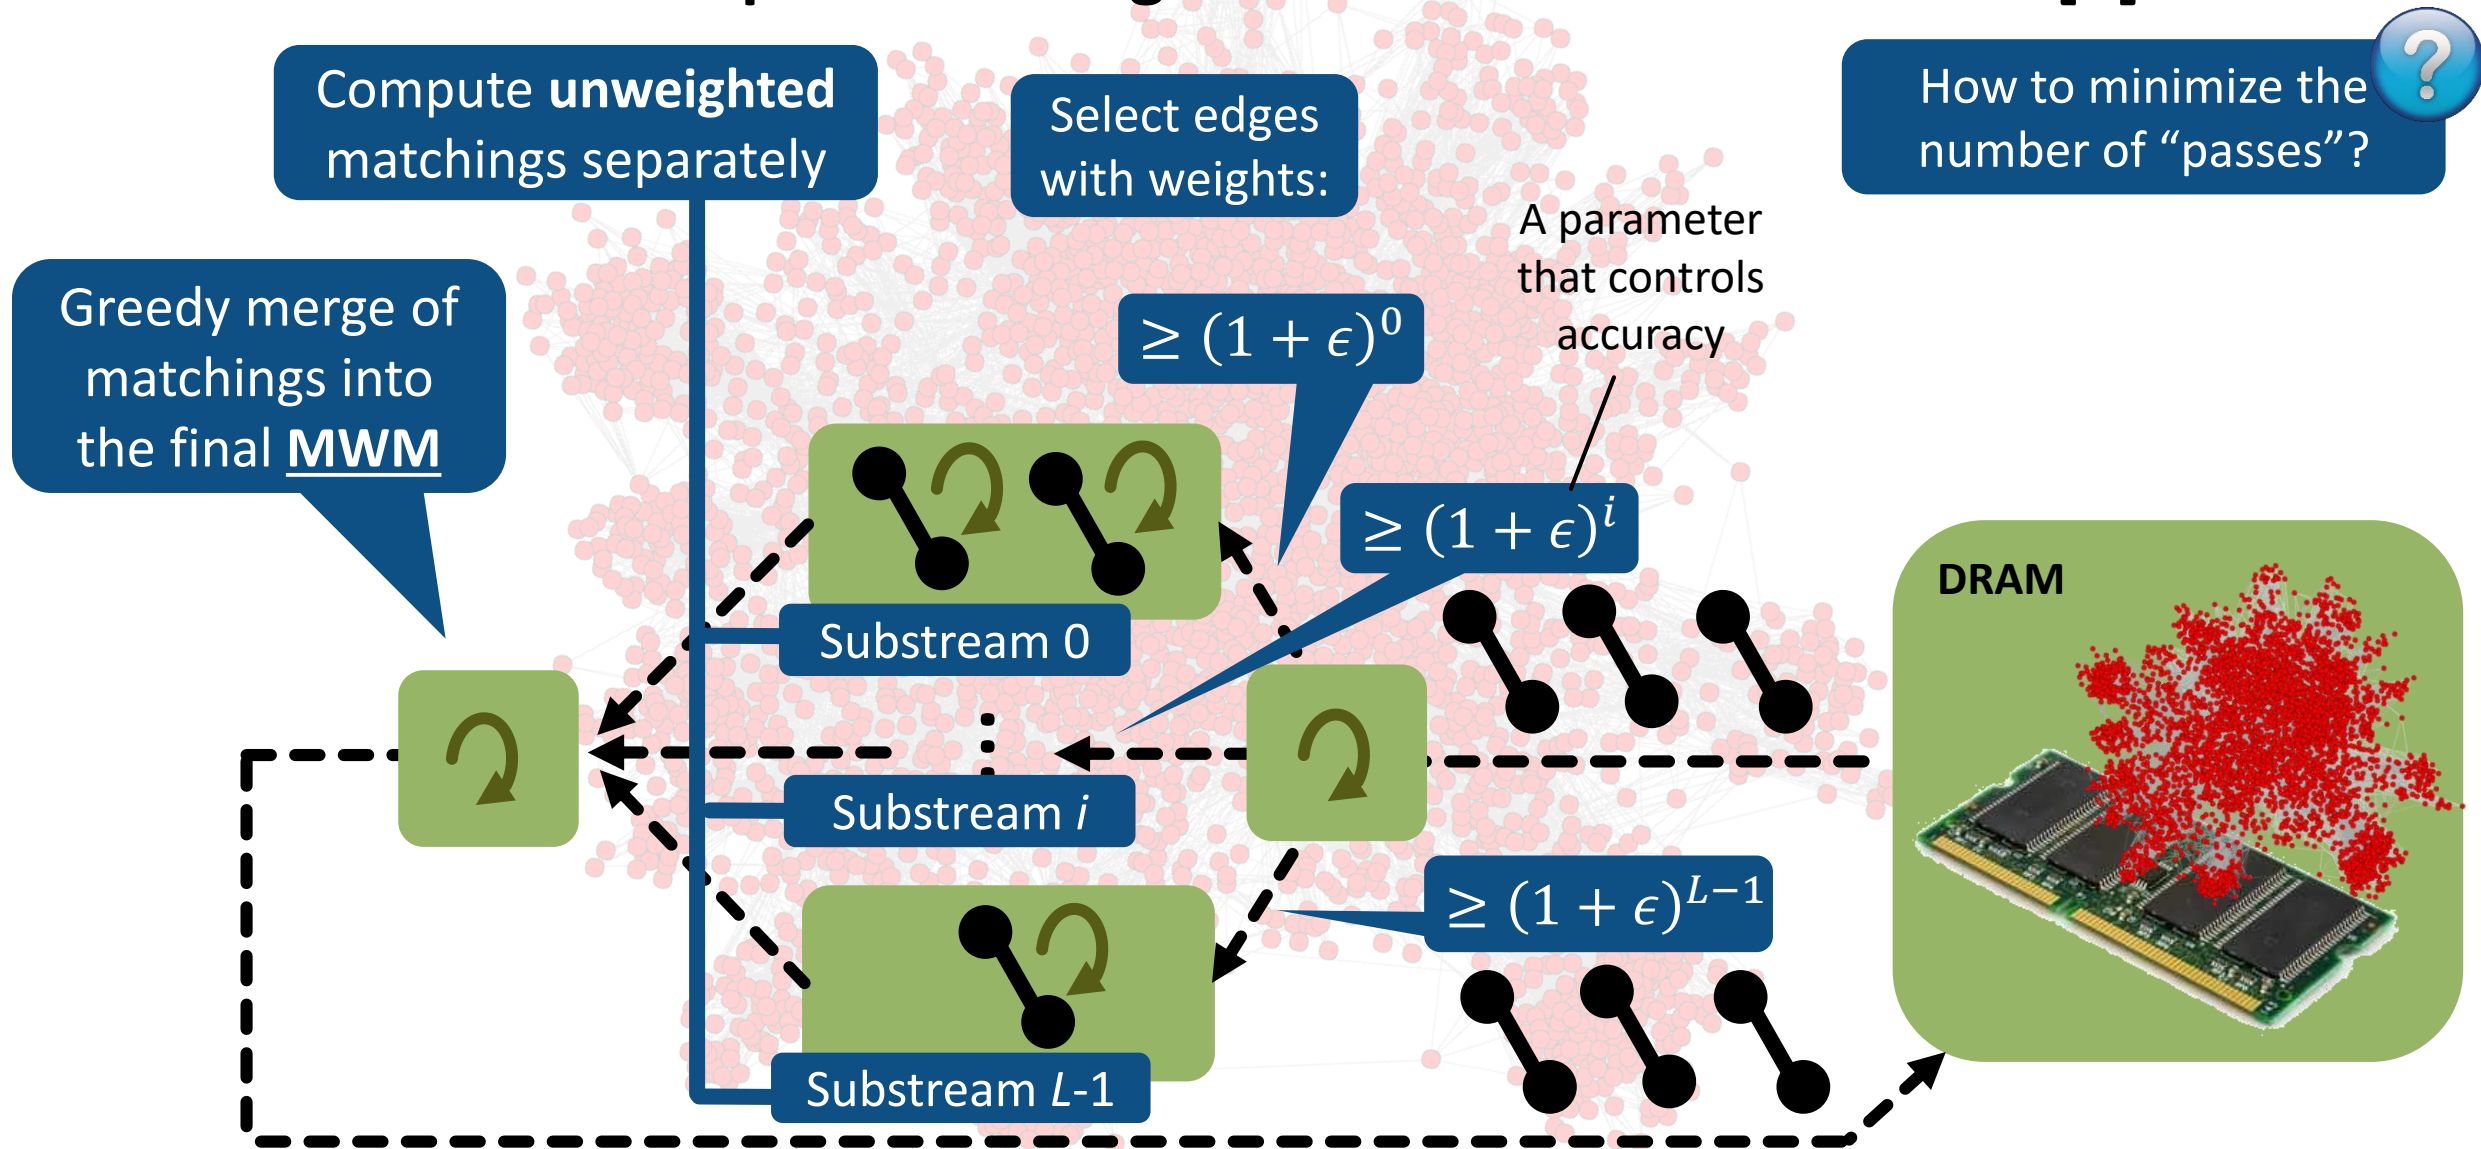 Compute unweighted
matchings separately
Select edges
with weights:
How to minimize the
number of “passes”?
?
A parameter
that controls
accuracy
Greedy merge of
matchings into
the final MWM
≥ (1 + ϵ)⁰
≥ (1 + ϵ)ⁱ
DRAM
Substream 0
Substream i
≥ (1 + ϵ)ᴸ⁻¹
Substream L-1